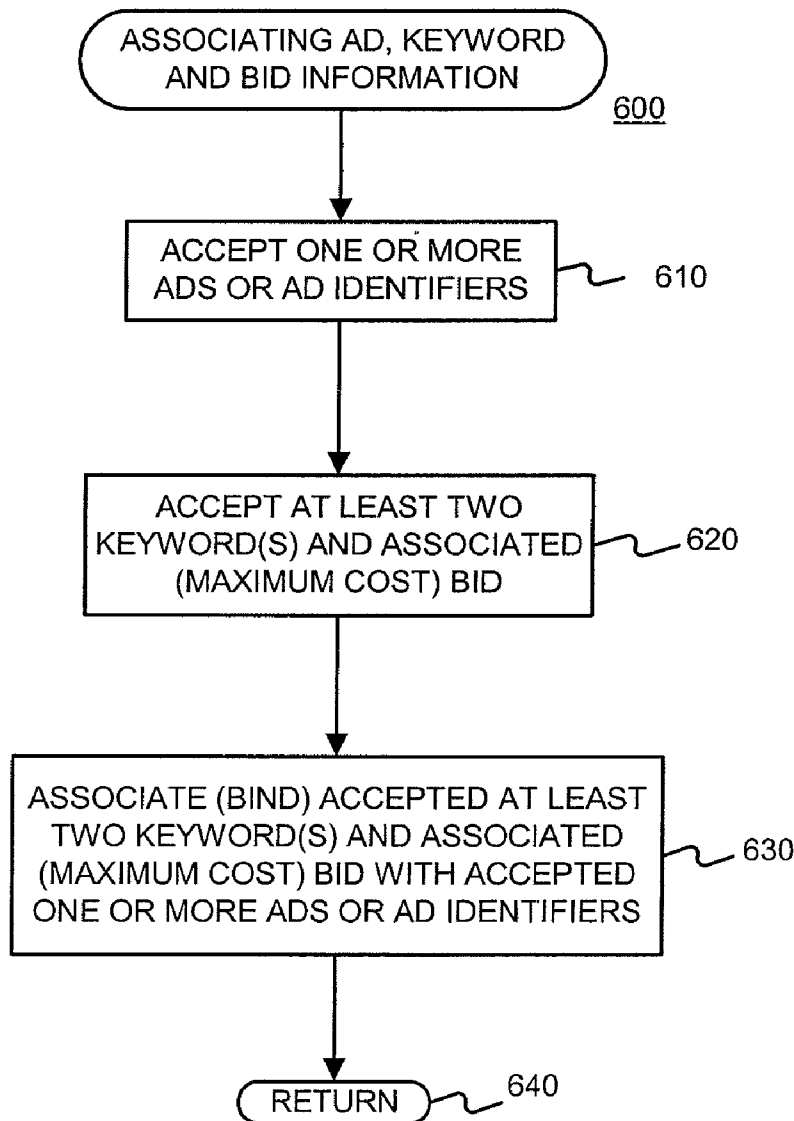 ASSOCIATING AD, KEYWORD
AND BID INFORMATION
600
ACCEPT ONE OR MORE
ADS OR AD IDENTIFIERS
610
ACCEPT AT LEAST TWO
KEYWORD(S) AND ASSOCIATED
(MAXIMUM COST) BID
620
ASSOCIATE (BIND) ACCEPTED AT LEAST
TWO KEYWORD(S) AND ASSOCIATED
(MAXIMUM COST) BID WITH ACCEPTED
ONE OR MORE ADS OR AD IDENTIFIERS
630
RETURN
640